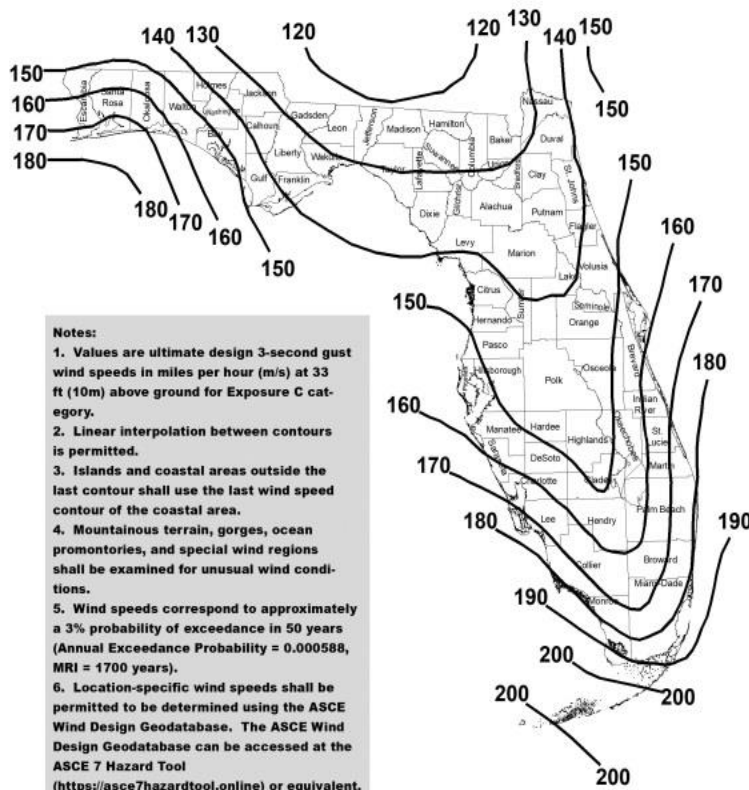 120
120
130
150
130
140
140
150
150
160
170
180
180
170
160
150
150
160
170
180
150
160
170
180
190
190
200
200
200
200
Escambia
Santa
Rosa
Okaloosa
Walton
Holmes
Washington
Bay
Jackson
Calhoun
Gulf
Gadsden
Liberty
Franklin
Leon
Wakulla
Jefferson
Madison
Taylor
Hamilton
Suwannee
Lafayette
Columbia
Baker
Union
Bradford
Nassau
Duval
Clay
St. Johns
Dixie
Gilchrist
Alachua
Putnam
Flagler
Levy
Marion
Volusia
Citrus
Sumter
Lake
Seminole
Hernando
Orange
Pasco
Brevard
Hillsborough
Polk
Osceola
Indian
River
Manatee
Hardee
Highlands
Okeechobee
St.
Lucie
Sarasota
DeSoto
Martin
Charlotte
Glades
Lee
Hendry
Palm Beach
Collier
Broward
Monroe
Miami-Dade
Notes:
1. Values are ultimate design 3-second gust
wind speeds in miles per hour (m/s) at 33
ft (10m) above ground for Exposure C cat-
egory.
2. Linear interpolation between contours
is permitted.
3. Islands and coastal areas outside the
last contour shall use the last wind speed
contour of the coastal area.
4. Mountainous terrain, gorges, ocean
promontories, and special wind regions
shall be examined for unusual wind condi-
tions.
5. Wind speeds correspond to approximately
a 3% probability of exceedance in 50 years
(Annual Exceedance Probability = 0.000588,
MRI = 1700 years).
6. Location-specific wind speeds shall be
permitted to be determined using the ASCE
Wind Design Geodatabase. The ASCE Wind
Design Geodatabase can be accessed at the
ASCE 7 Hazard Tool
(https://asce7hazardtool.online) or equivalent.